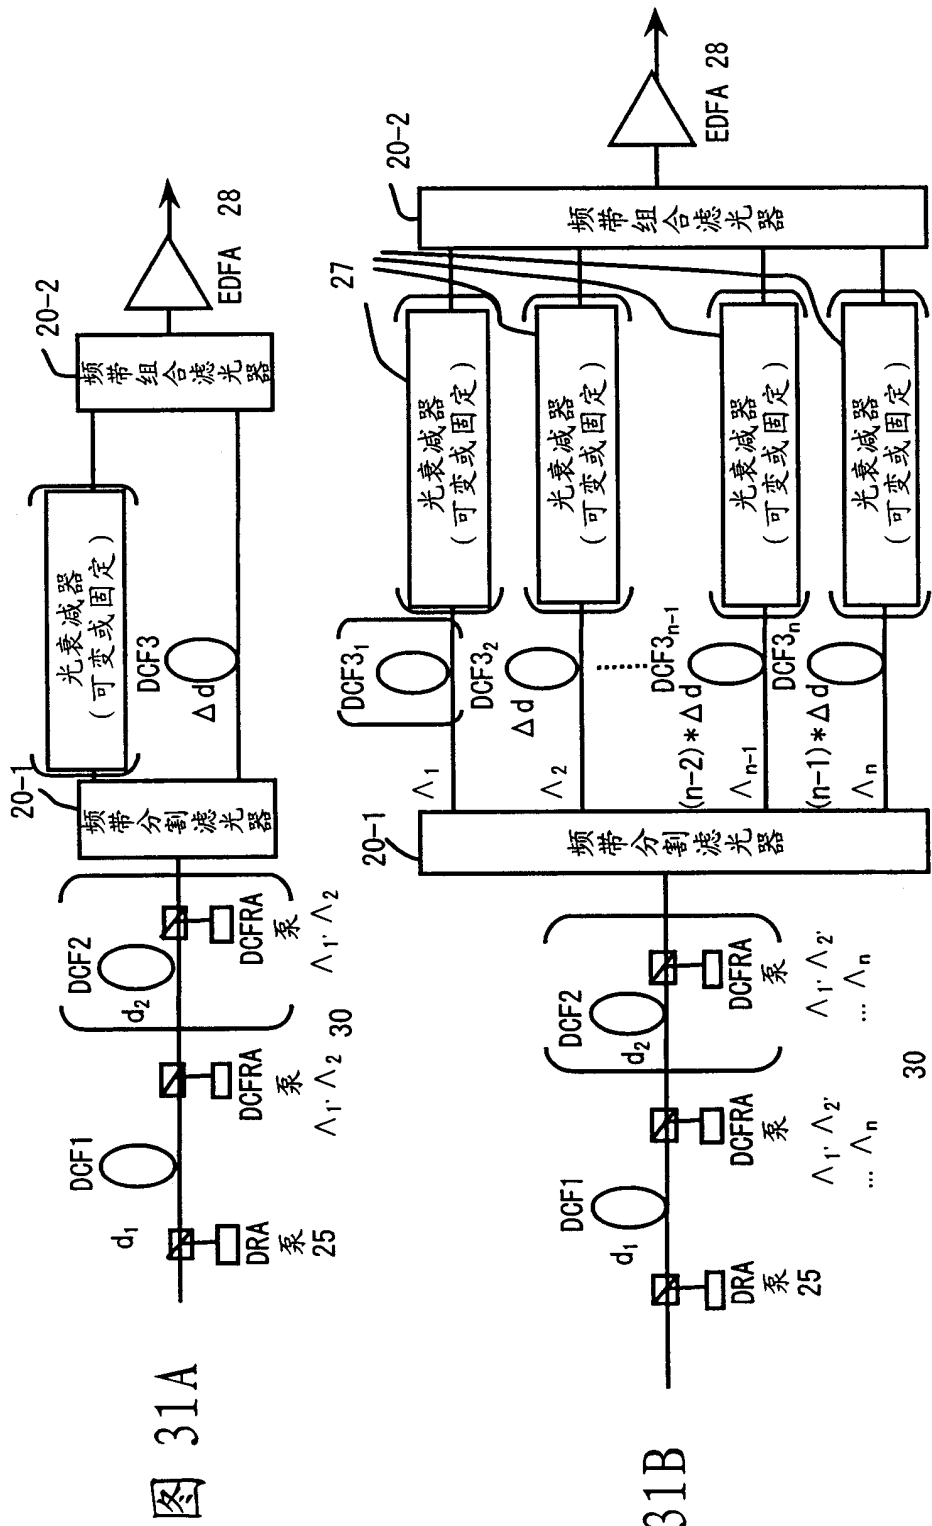 图 31A
DRA
泵
25
d1
DCF1
DCFRA
泵
Λ1, Λ2
30
d2
DCF2
DCFRA
泵
Λ1, Λ2
20-1
频带分割滤光器
光衰减器
(可变或固定)
DCF3
Δd
20-2
频带组合滤光器
EDFA 28
31B
DRA
泵
25
d1
DCF1
DCFRA
泵
Λ1, Λ2,
... Λn
30
d2
DCF2
DCFRA
泵
Λ1, Λ2,
... Λn
20-1
频带分割滤光器
Λ1
DCF31
光衰减器
(可变或固定)
27
Λ2
Δd
DCF32
光衰减器
(可变或固定)
(n-2)*Δd
Λn-1
DCF3n-1
光衰减器
(可变或固定)
(n-1)*Δd
Λn
DCF3n
光衰减器
(可变或固定)
20-2
频带组合滤光器
EDFA 28